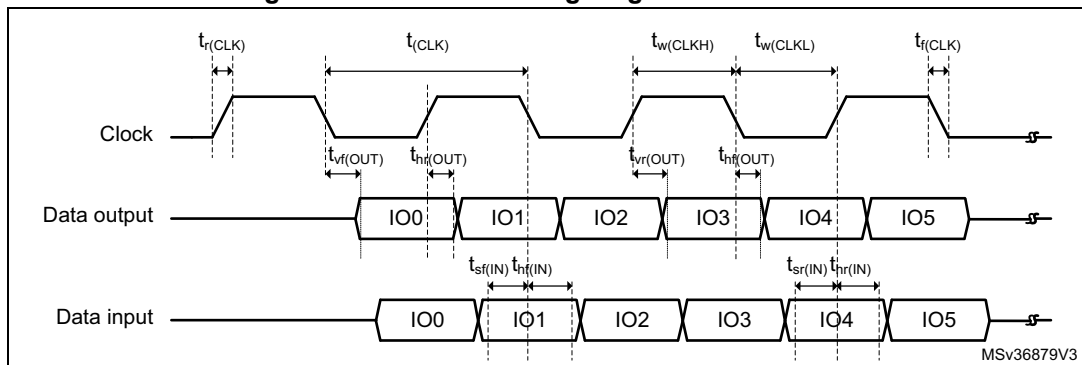 t_r(CLK) t_(CLK) t_w(CLKH) t_w(CLKL) t_f(CLK)
Clock
t_vf(OUT) t_hr(OUT) t_vr(OUT) t_hf(OUT)
Data output IO0 IO1 IO2 IO3 IO4 IO5
t_sf(IN) t_hf(IN) t_sr(IN) t_hr(IN)
Data input IO0 IO1 IO2 IO3 IO4 IO5
MSv36879V3